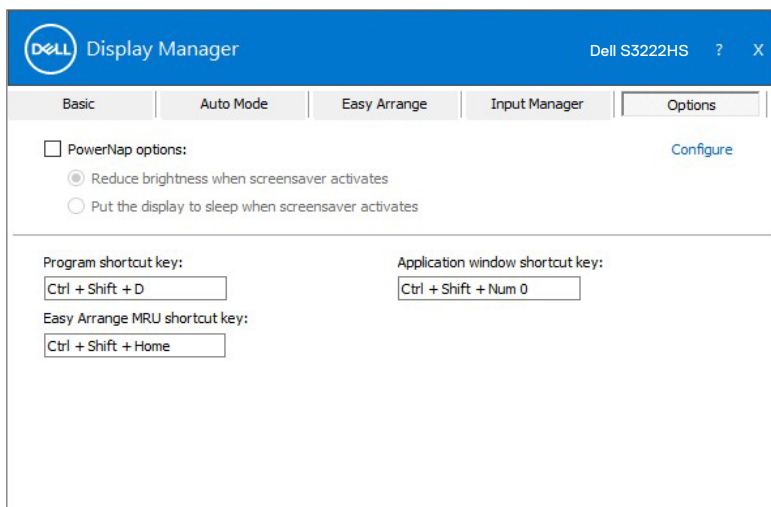 DELL Display Manager Dell S3222HS ? X
Basic Auto Mode Easy Arrange Input Manager Options
PowerNap options: Configure
Reduce brightness when screensaver activates
Put the display to sleep when screensaver activates
Program shortcut key: Application window shortcut key:
Ctrl + Shift + D Ctrl + Shift + Num 0
Easy Arrange MRU shortcut key:
Ctrl + Shift + Home